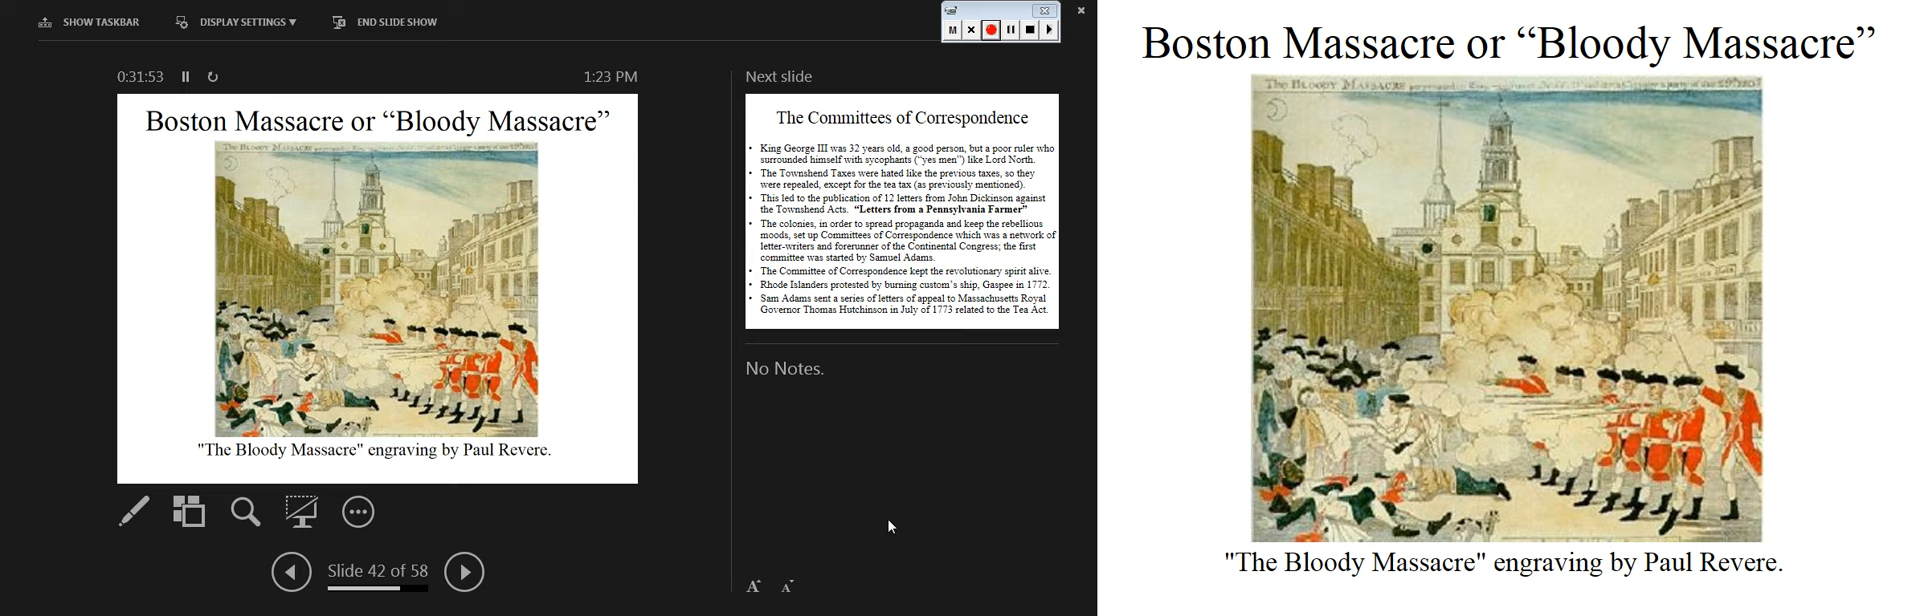 SHOW TASKBAR
DISPLAY SETTINGS ▾
END SLIDE SHOW
M
0:31:53
1:23 PM
Boston Massacre or “Bloody Massacre”
The BLOODY MASSACRE
"The Bloody Massacre" engraving by Paul Revere.
Slide 42 of 58
Next slide
The Committees of Correspondence
• King George III was 32 years old, a good person, but a poor ruler who
surrounded himself with sycophants (“yes men”) like Lord North.
• The Townshend Taxes were hated like the previous taxes, so they
were repealed, except for the tea tax (as previously mentioned).
• This led to the publication of 12 letters from John Dickinson against
the Townshend Acts. “Letters from a Pennsylvania Farmer”
• The colonies, in order to spread propaganda and keep the rebellious
moods, set up Committees of Correspondence which was a network of
letter-writers and forerunner of the Continental Congress; the first
committee was started by Samuel Adams.
• The Committee of Correspondence kept the revolutionary spirit alive.
• Rhode Islanders protested by burning custom’s ship, Gaspee in 1772.
• Sam Adams sent a series of letters of appeal to Massachusetts Royal
Governor Thomas Hutchinson in July of 1773 related to the Tea Act.
No Notes.
A A
Boston Massacre or “Bloody Massacre”
The BLOODY MASSACRE
"The Bloody Massacre" engraving by Paul Revere.